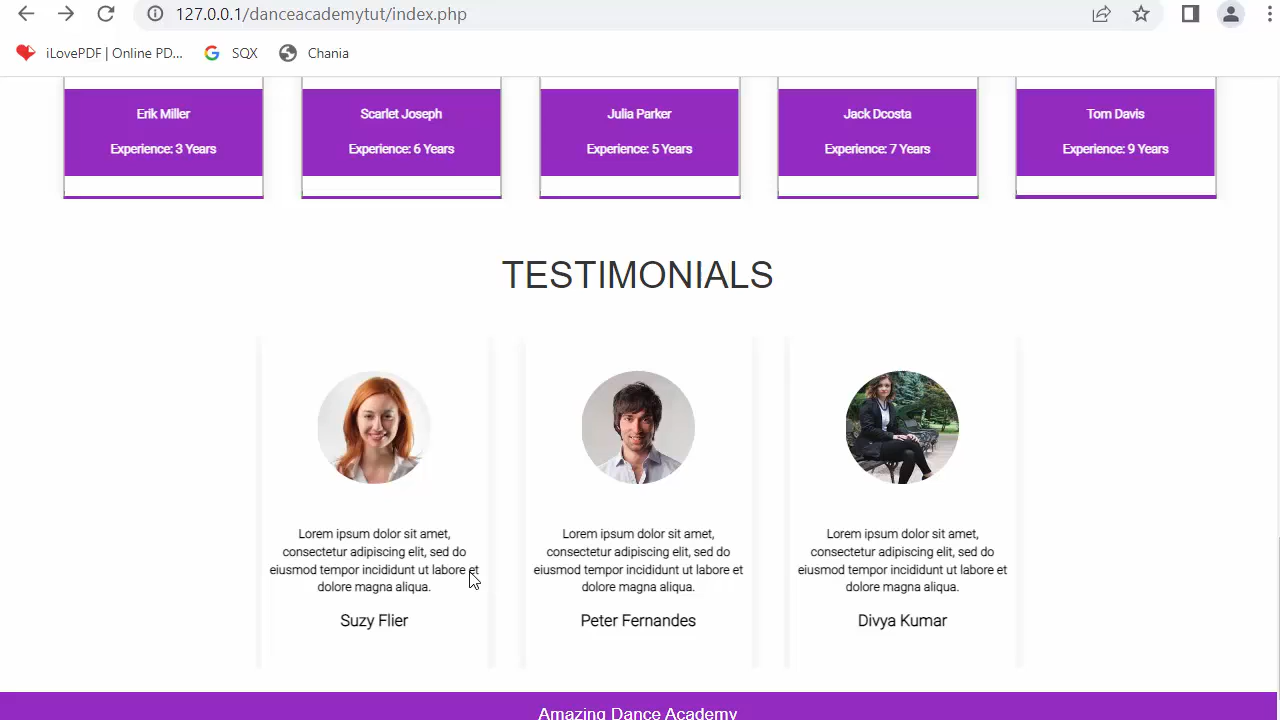 127.0.0.1/danceacademytut/index.php
iLovePDF | Online PD... SQX Chania
Erik Miller Scarlet Joseph Julia Parker Jack Dcosta Tom Davis
Experience: 3 Years Experience: 6 Years Experience: 5 Years Experience: 7 Years Experience: 9 Years
TESTIMONIALS
Lorem ipsum dolor sit amet,
consectetur adipiscing elit, sed do
eiusmod tempor incididunt ut labore et
dolore magna aliqua.
Suzy Flier
Lorem ipsum dolor sit amet,
consectetur adipiscing elit, sed do
eiusmod tempor incididunt ut labore et
dolore magna aliqua.
Peter Fernandes
Lorem ipsum dolor sit amet,
consectetur adipiscing elit, sed do
eiusmod tempor incididunt ut labore et
dolore magna aliqua.
Divya Kumar
Amazing Dance Academy